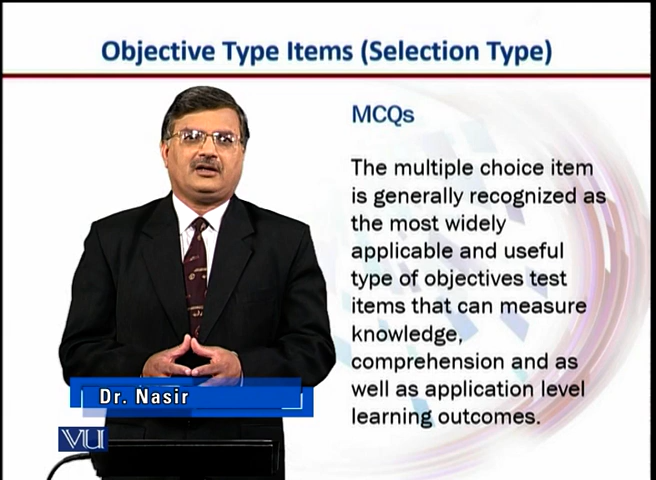 Objective Type Items (Selection Type)
MCQs
The multiple choice item
is generally recognized as
the most widely
applicable and useful
type of objectives test
items that can measure
knowledge,
comprehension and as
well as application level
learning outcomes.
Dr. Nasir
VU